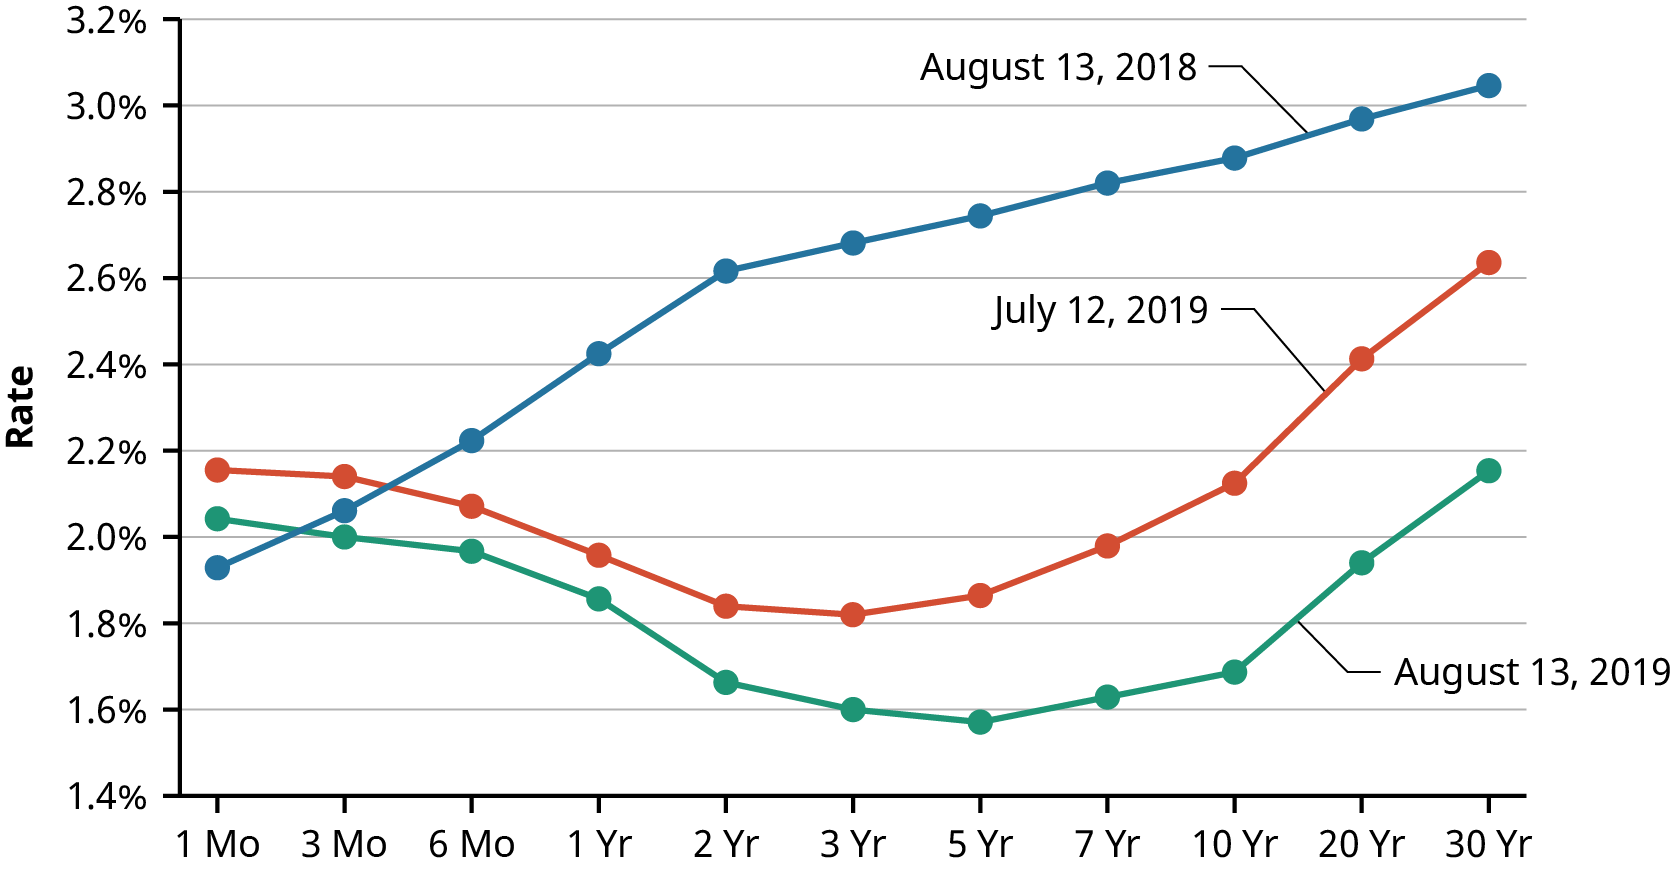 3.2%
August 13, 2018
3.0%
2.8%
2.6%
July 12, 2019
2.4%
Rate
2.2%
2.0%
1.8%
August 13, 2019
1.6%
1.4%
1 Mo 3 Mo 6 Mo 1 Yr 2 Yr 3 Yr 5 Yr 7 Yr 10 Yr 20 Yr 30 Yr